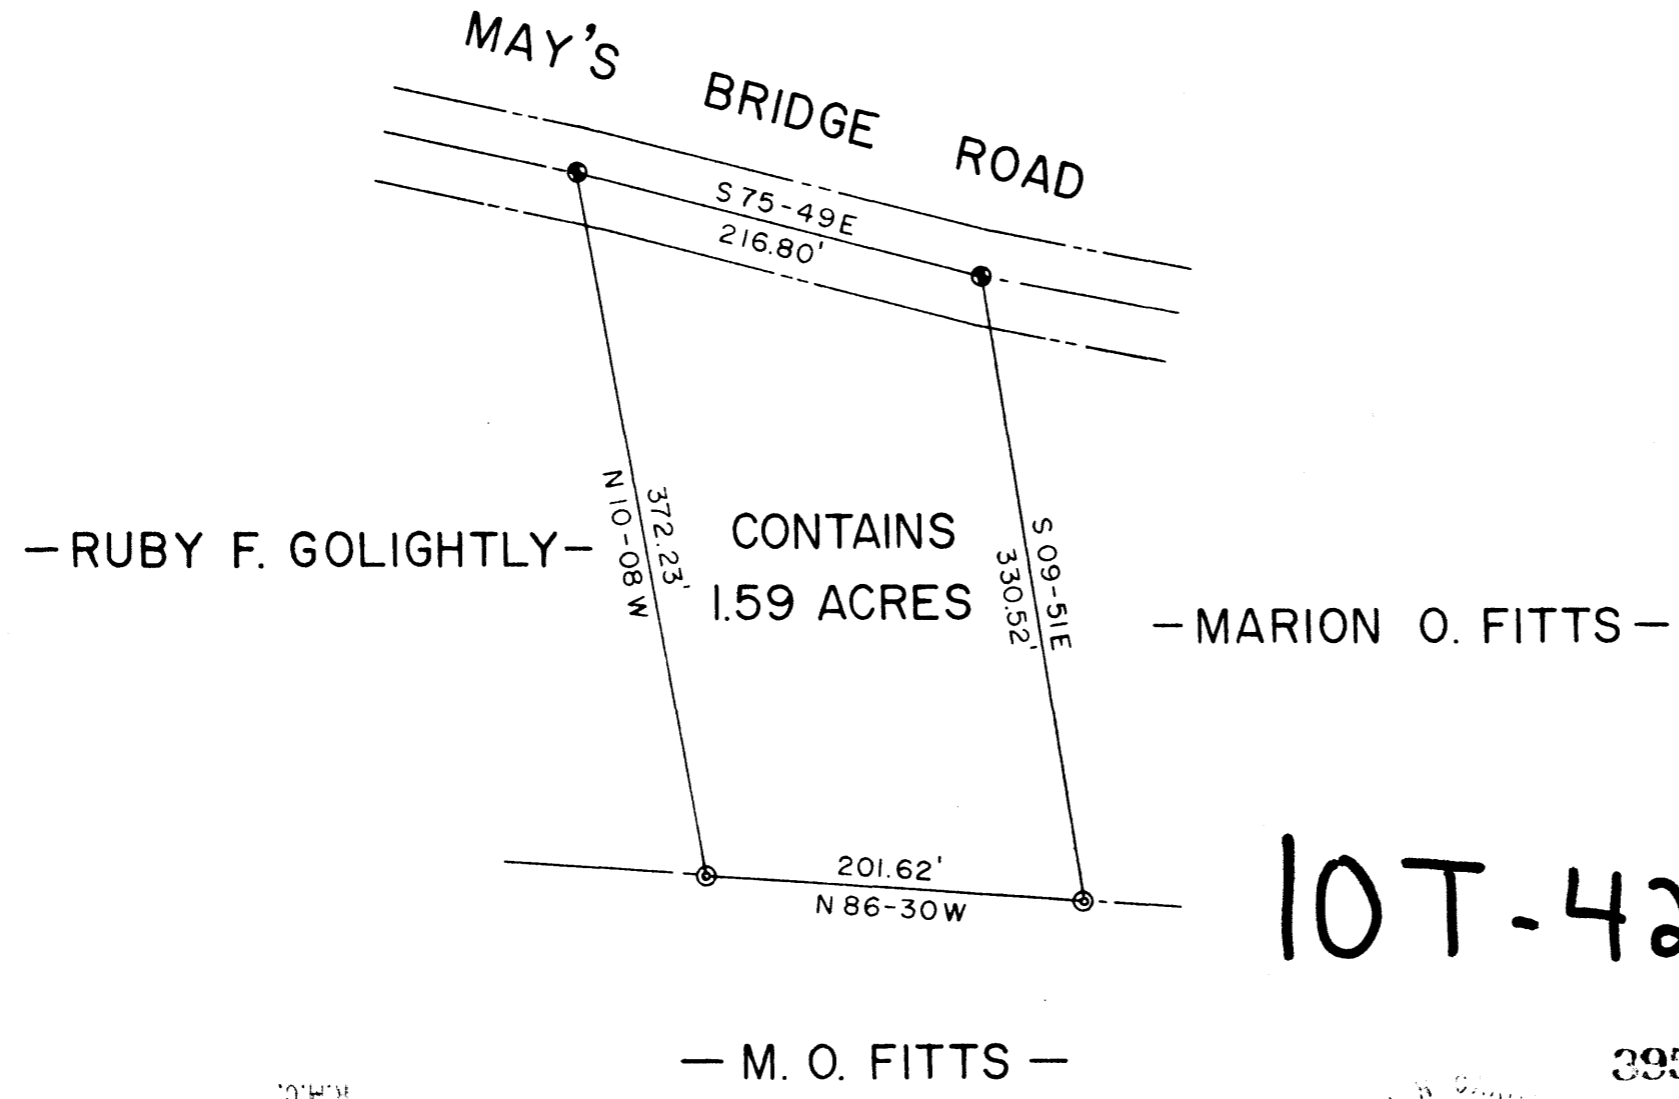 MAY'S BRIDGE ROAD
S 75-49E
216.80'
372.23'
N 10-08 W
CONTAINS
1.59 ACRES
S 09-51E
330.52'
-RUBY F. GOLIGHTLY-
-MARION O. FITTS-
201.62'
N 86-30W
10T-42
- M. O. FITTS -
395
R.M.C.